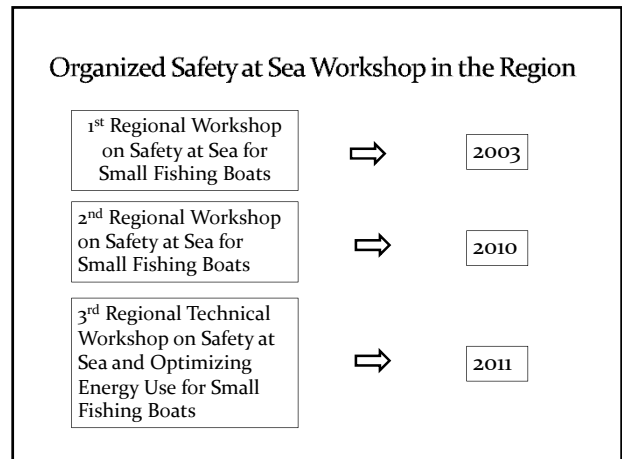 Organized Safety at Sea Workshop in the Region
1st Regional Workshop
on Safety at Sea for
Small Fishing Boats
2003
2nd Regional Workshop
on Safety at Sea for
Small Fishing Boats
2010
3rd Regional Technical
Workshop on Safety at
Sea and Optimizing
Energy Use for Small
Fishing Boats
2011